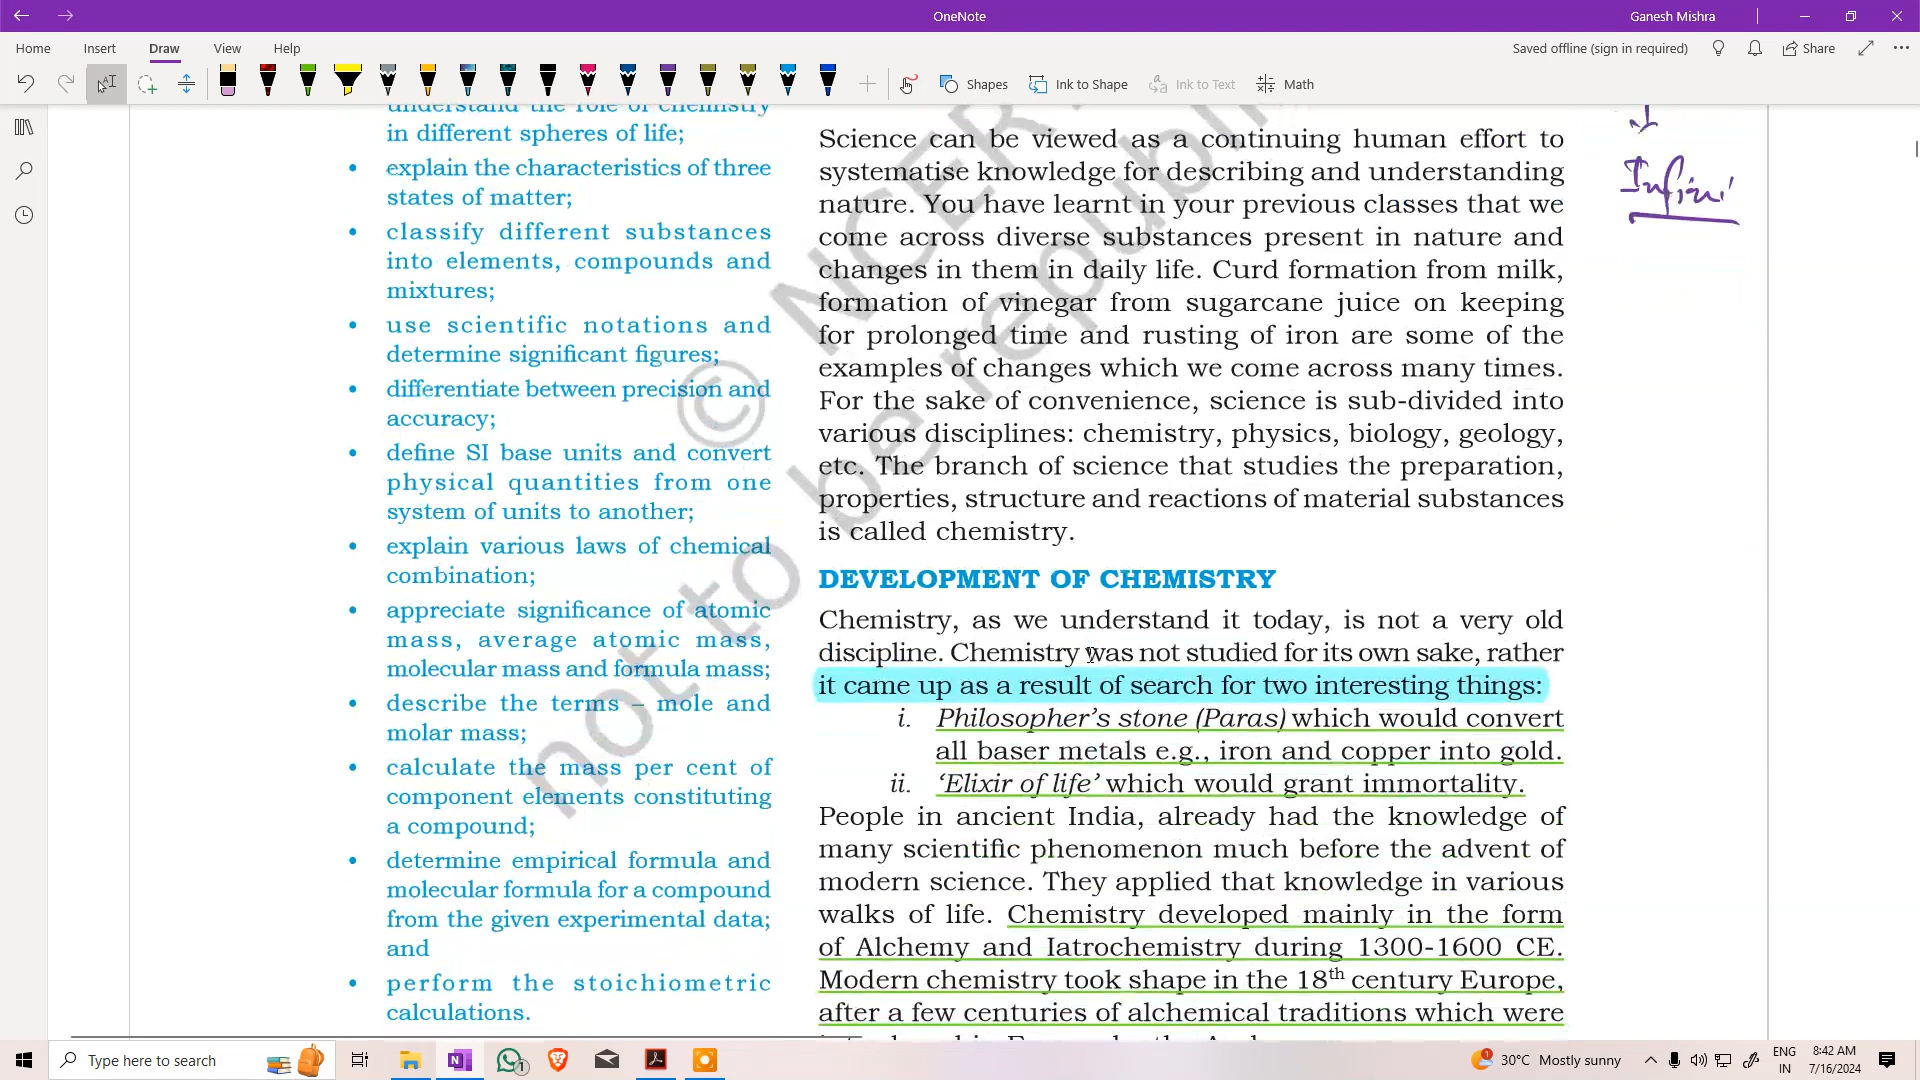 OneNote
Ganesh Mishra
Home Insert Draw View Help
Saved offline (sign in required)
Share
Shapes
Ink to Shape
Ink to Text
Math
understand the role of chemistry
in different spheres of life;
• explain the characteristics of three
states of matter;
• classify different substances
into elements, compounds and
mixtures;
• use scientific notations and
determine significant figures;
• differentiate between precision and
accuracy;
• define SI base units and convert
physical quantities from one
system of units to another;
• explain various laws of chemical
combination;
• appreciate significance of atomic
mass, average atomic mass,
molecular mass and formula mass;
• describe the terms – mole and
molar mass;
• calculate the mass per cent of
component elements constituting
a compound;
• determine empirical formula and
molecular formula for a compound
from the given experimental data;
and
• perform the stoichiometric
calculations.
Science can be viewed as a continuing human effort to
systematise knowledge for describing and understanding
nature. You have learnt in your previous classes that we
come across diverse substances present in nature and
changes in them in daily life. Curd formation from milk,
formation of vinegar from sugarcane juice on keeping
for prolonged time and rusting of iron are some of the
examples of changes which we come across many times.
For the sake of convenience, science is sub-divided into
various disciplines: chemistry, physics, biology, geology,
etc. The branch of science that studies the preparation,
properties, structure and reactions of material substances
is called chemistry.
DEVELOPMENT OF CHEMISTRY
Chemistry, as we understand it today, is not a very old
discipline. Chemistry was not studied for its own sake, rather
it came up as a result of search for two interesting things:
i. Philosopher's stone (Paras) which would convert
all baser metals e.g., iron and copper into gold.
ii. ‘Elixir of life’ which would grant immortality.
People in ancient India, already had the knowledge of
many scientific phenomenon much before the advent of
modern science. They applied that knowledge in various
walks of life. Chemistry developed mainly in the form
of Alchemy and Iatrochemistry during 1300-1600 CE.
Modern chemistry took shape in the 18th century Europe,
after a few centuries of alchemical traditions which were
© NCER
not to be republi
Type here to search
1
1
30°C Mostly sunny
ENG
IN
8:42 AM
7/16/2024